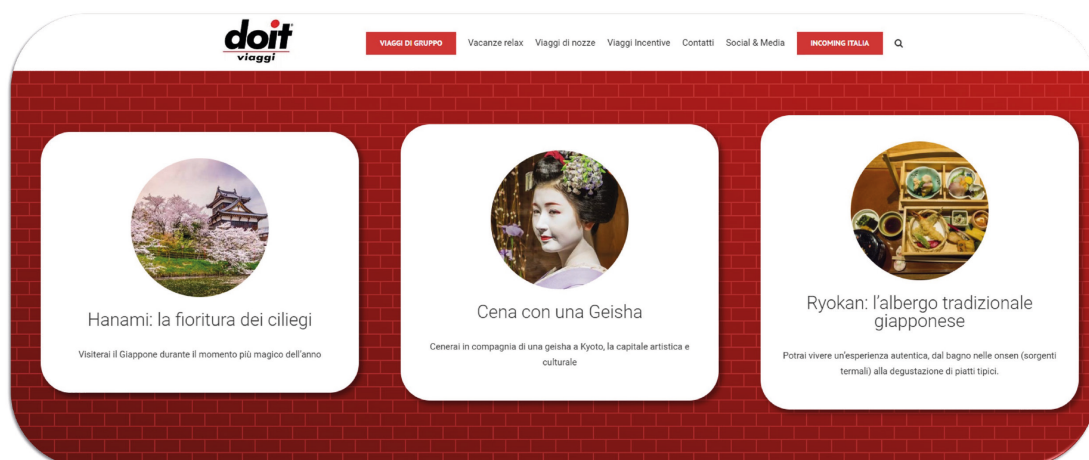 doit
viaggi
VIAGGI DI GRUPPO Vacanze relax Viaggi di nozze Viaggi Incentive Contatti Social & Media INCOMING ITALIA
Hanami: la fioritura dei ciliegi
Visiterai il Giappone durante il momento più magico dell'anno
Cena con una Geisha
Cenerai in compagnia di una geisha a Kyoto, la capitale artistica e
culturale
Ryokan: l'albergo tradizionale
giapponese
Potrai vivere un'esperienza autentica, dal bagno nelle onsen (sorgenti
termali) alla degustazione di piatti tipici.